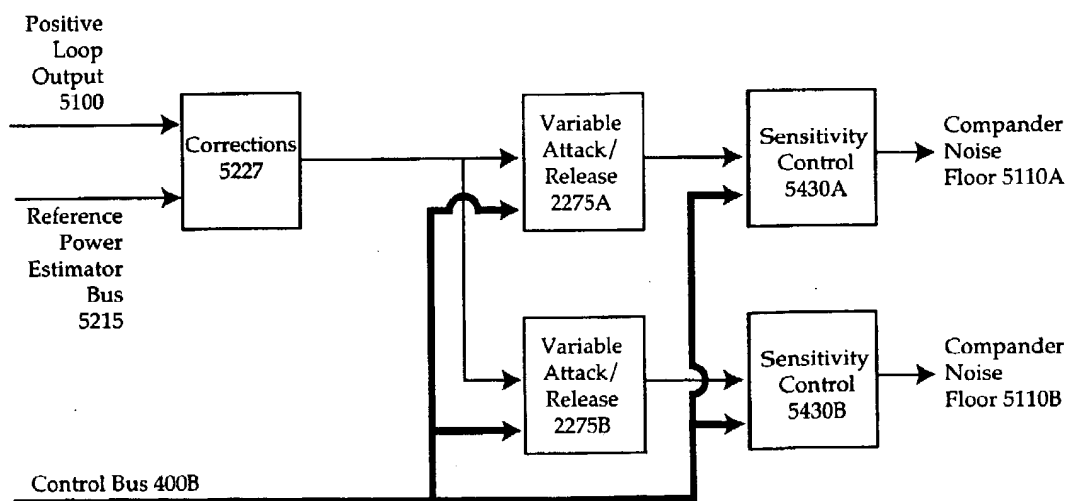 Positive
Loop
Output
5100
Corrections
5227
Reference
Power
Estimator
Bus
5215
Variable
Attack/
Release
2275A
Sensitivity
Control
5430A
Compander
Noise
Floor 5110A
Variable
Attack/
Release
2275B
Sensitivity
Control
5430B
Compander
Noise
Floor 5110B
Control Bus 400B